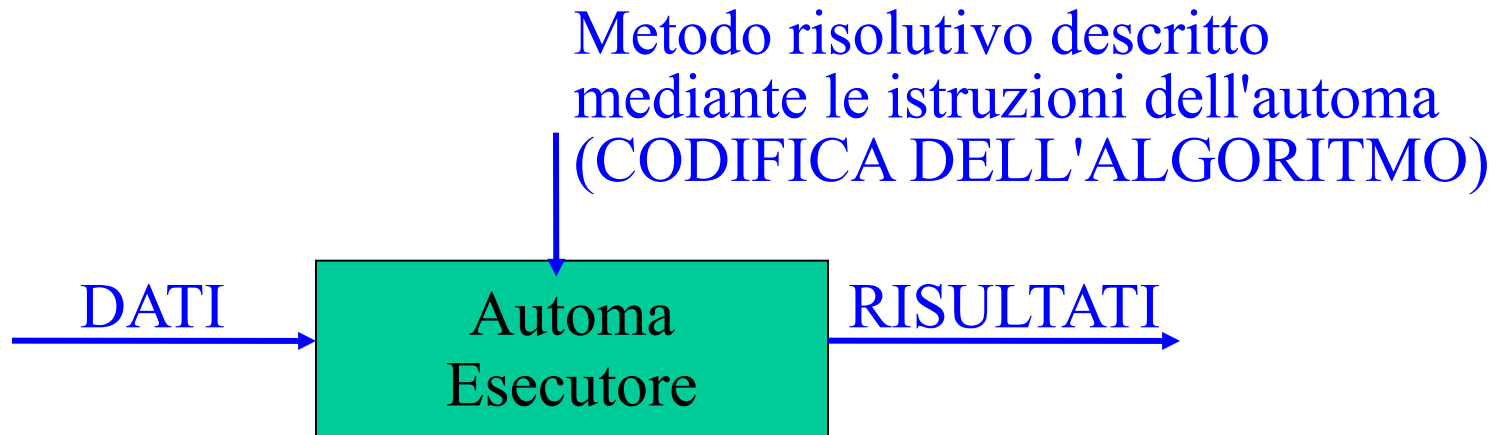 Metodo risolutivo descritto
mediante le istruzioni dell'automa
(CODIFICA DELL'ALGORITMO)
DATI
Automa
Esecutore
RISULTATI